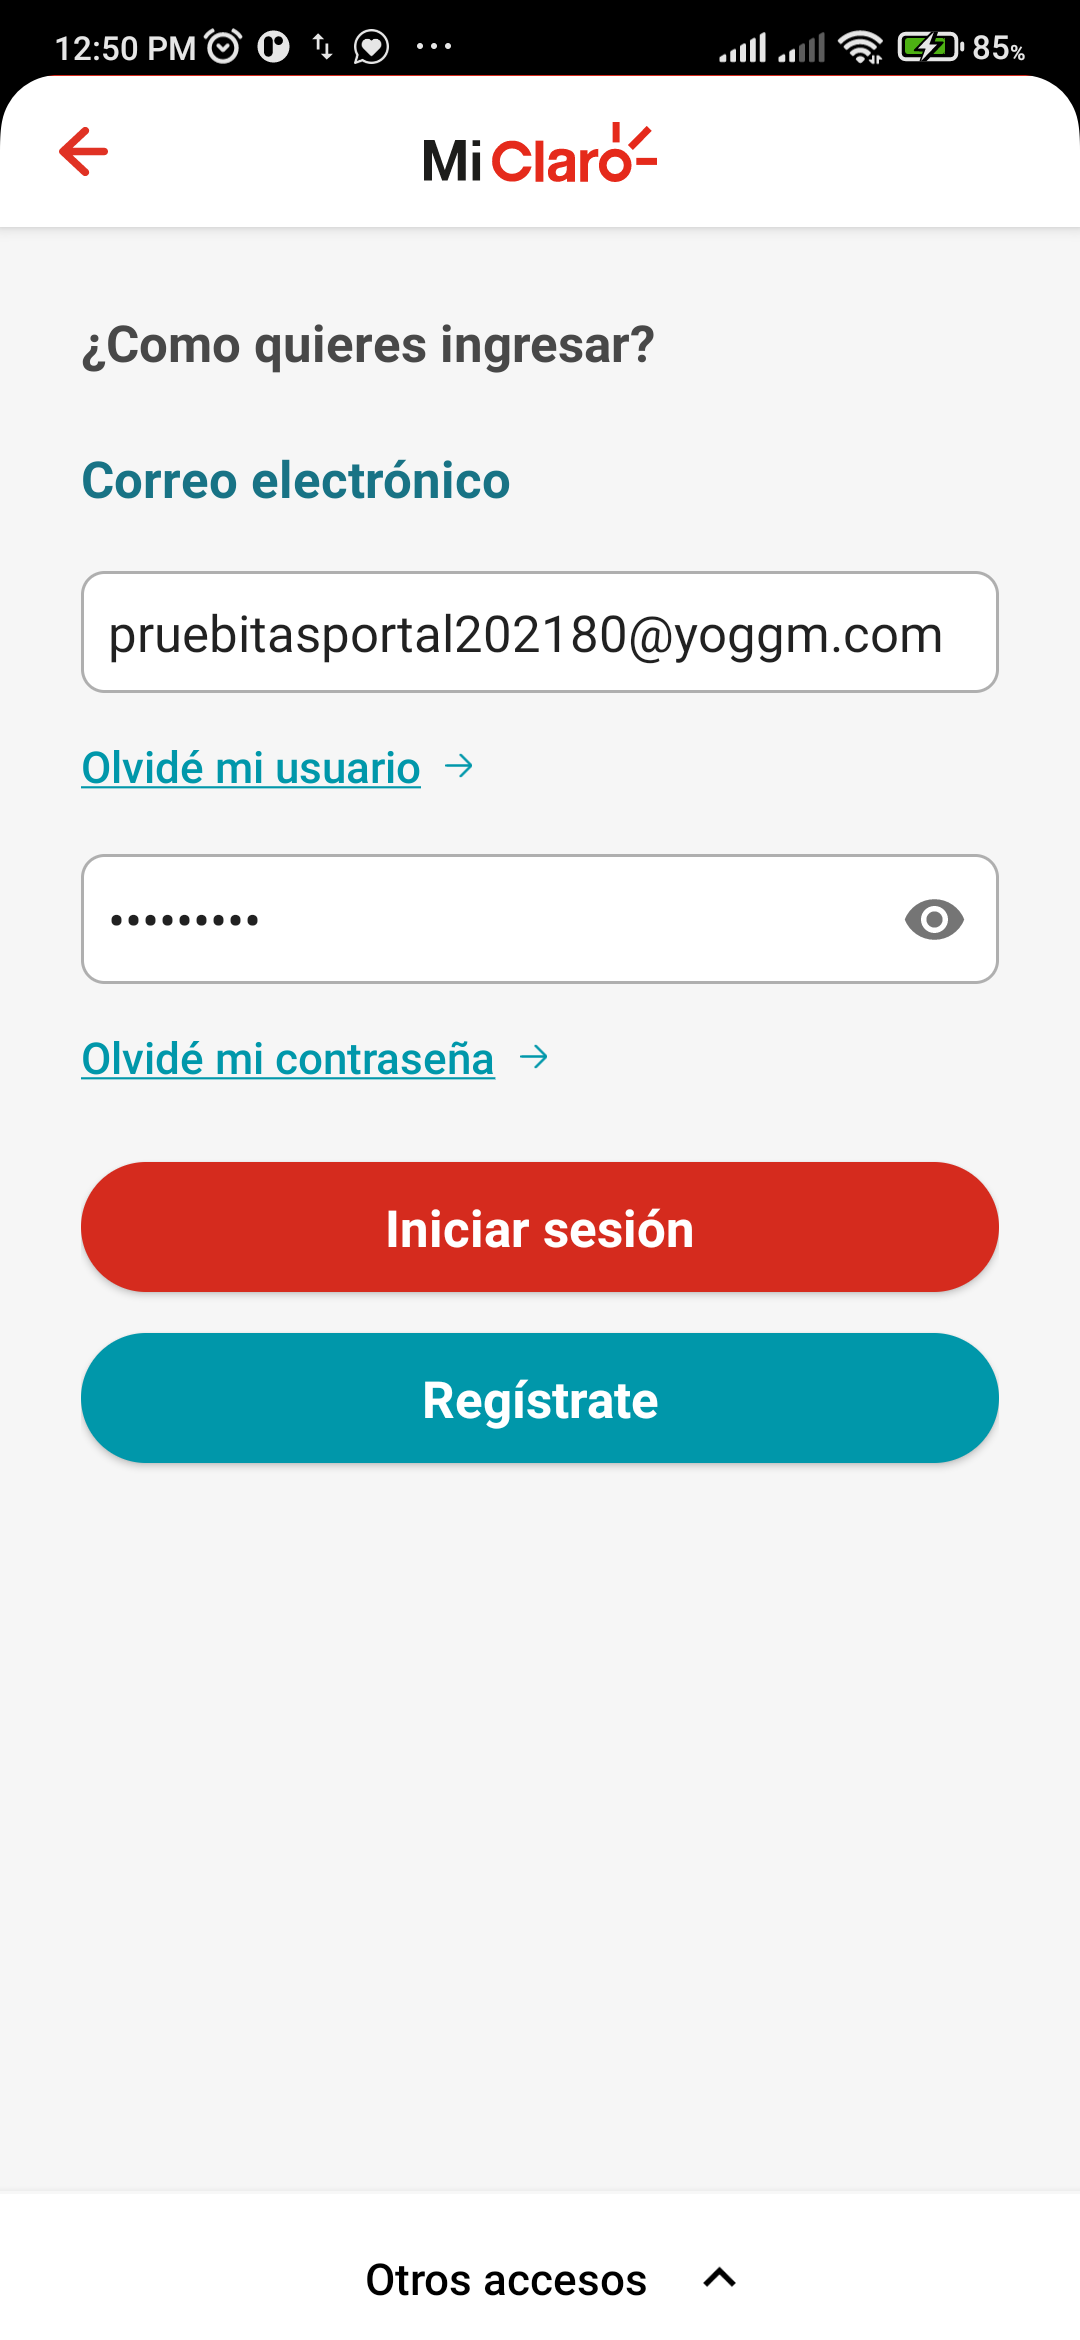 12:50 PM
85%
Mi Claro
¿Como quieres ingresar?
Correo electrónico
pruebitasportal202180@yoggm.com
Olvidé mi usuario →
•••••••••
Olvidé mi contraseña →
Iniciar sesión
Regístrate
Otros accesos